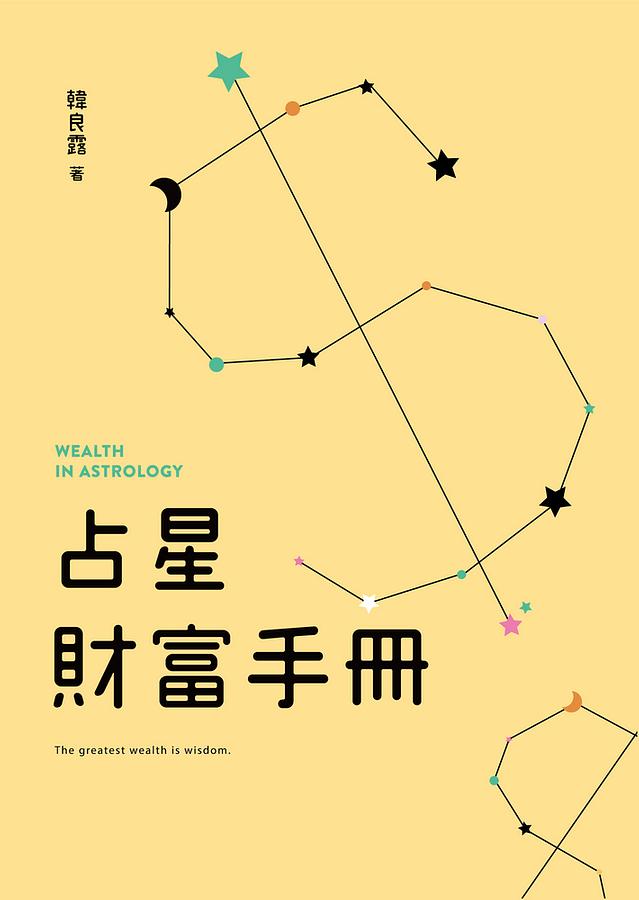 韓良露 著
WEALTH
IN ASTROLOGY
占星
財富手冊
The greatest wealth is wisdom.